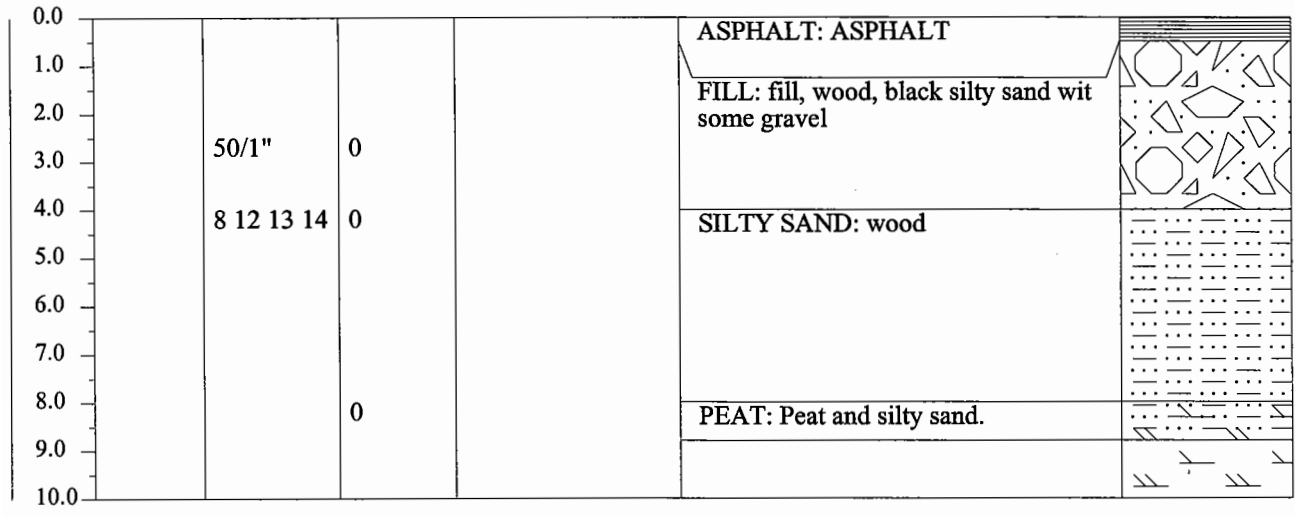 0.0
ASPHALT: ASPHALT
1.0
FILL: fill, wood, black silty sand wit
2.0
some gravel
50/1" 0
3.0
4.0
8 12 13 14 0
SILTY SAND: wood
5.0
6.0
7.0
8.0
0
PEAT: Peat and silty sand.
9.0
10.0